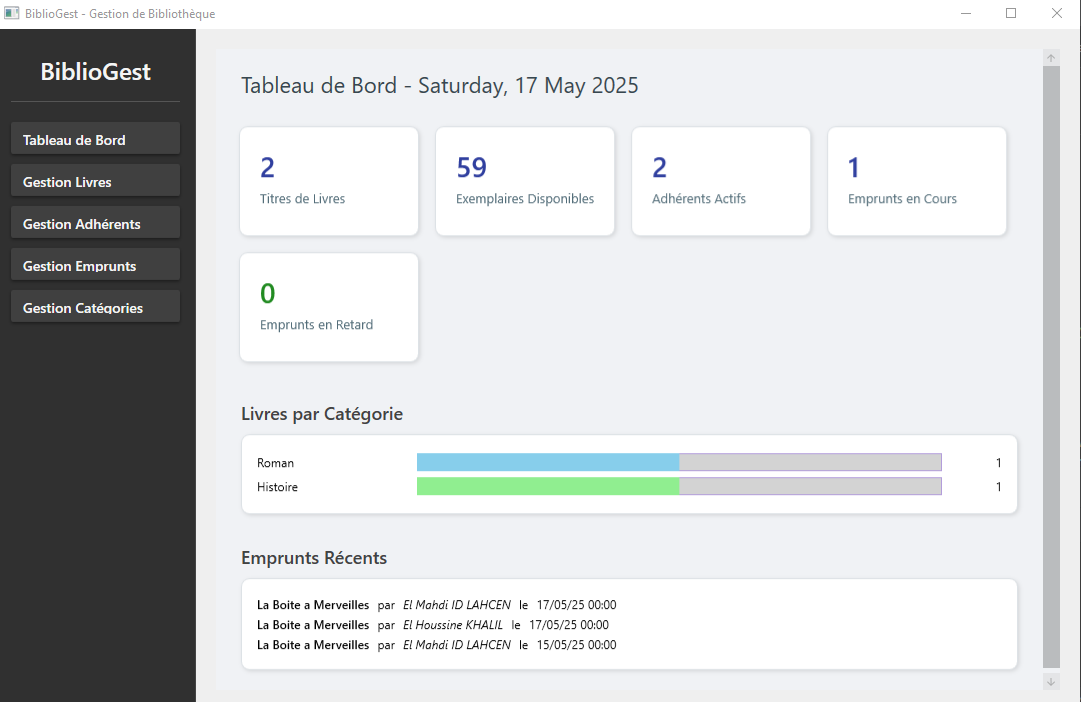 BiblioGest - Gestion de Bibliothèque
BiblioGest
Tableau de Bord
Gestion Livres
Gestion Adhérents
Gestion Emprunts
Gestion Catégories
Tableau de Bord - Saturday, 17 May 2025
2
Titres de Livres
59
Exemplaires Disponibles
2
Adhérents Actifs
1
Emprunts en Cours
0
Emprunts en Retard
Livres par Catégorie
Roman 1
Histoire 1
Emprunts Récents
La Boite a Merveilles par El Mahdi ID LAHCEN le 17/05/25 00:00
La Boite a Merveilles par El Houssine KHALIL le 17/05/25 00:00
La Boite a Merveilles par El Mahdi ID LAHCEN le 15/05/25 00:00